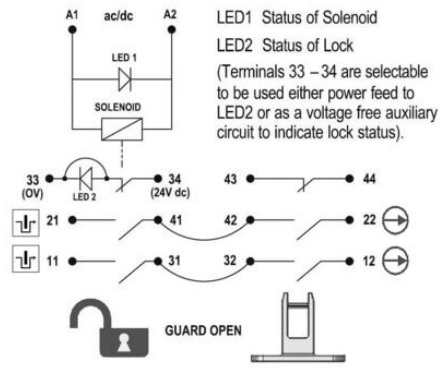 A1 ac/dc A2
LED1 Status of Solenoid
LED2 Status of Lock
(Terminals 33 – 34 are selectable
to be used either power feed to
LED2 or as a voltage free auxiliary
circuit to indicate lock status).
LED 1
SOLENOID
33 34 43 44
(OV) LED 2 (24V dc)
21 41 42 22
11 31 32 12
GUARD OPEN